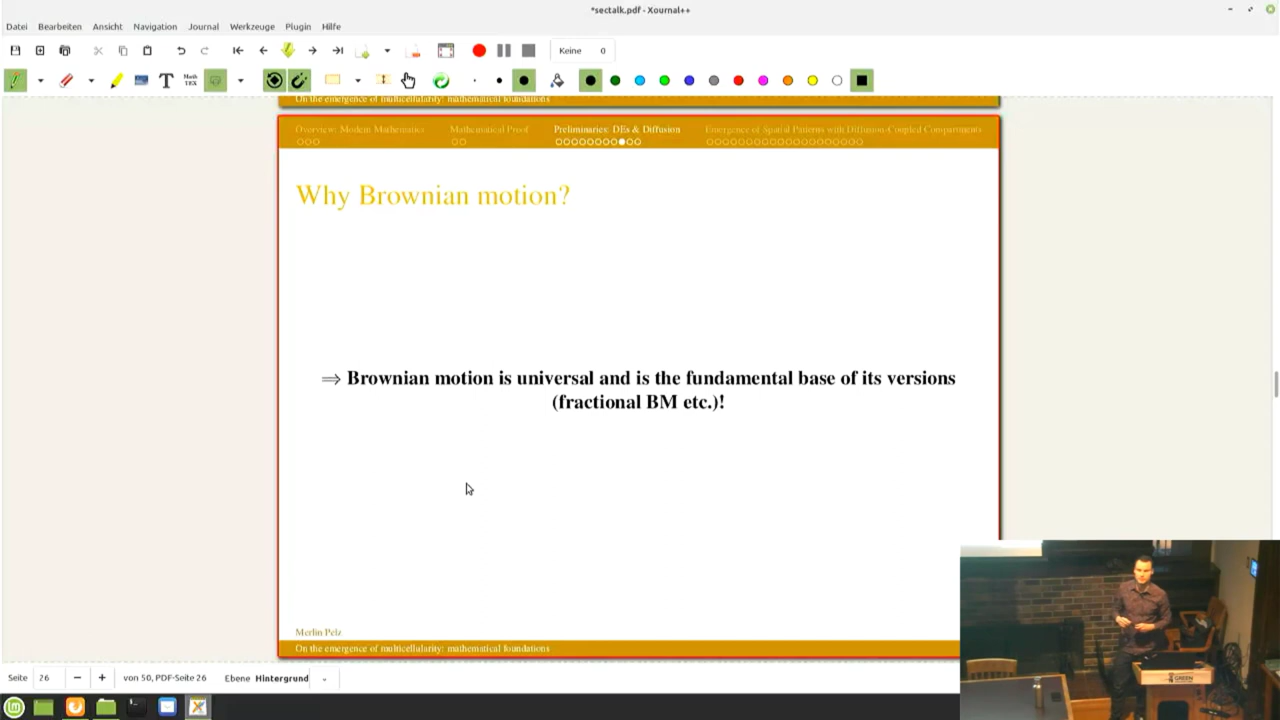 *sectalk.pdf - Xournal++
Datei Bearbeiten Ansicht Navigation Journal Werkzeuge Plugin Hilfe
Keine 0
T Math TEX
On the emergence of multicellularity: mathematical foundations
Overview: Modern Mathematics Mathematical Proof Preliminaries: DEs & Diffusion Emergence of Spatial Patterns with Diffusion-Coupled Compartments
Why Brownian motion?
⟹ Brownian motion is universal and is the fundamental base of its versions
(fractional BM etc.)!
Merlin Pelz
On the emergence of multicellularity: mathematical foundations
GREEN
Seite 26 von 50, PDF-Seite 26 Ebene Hintergrund